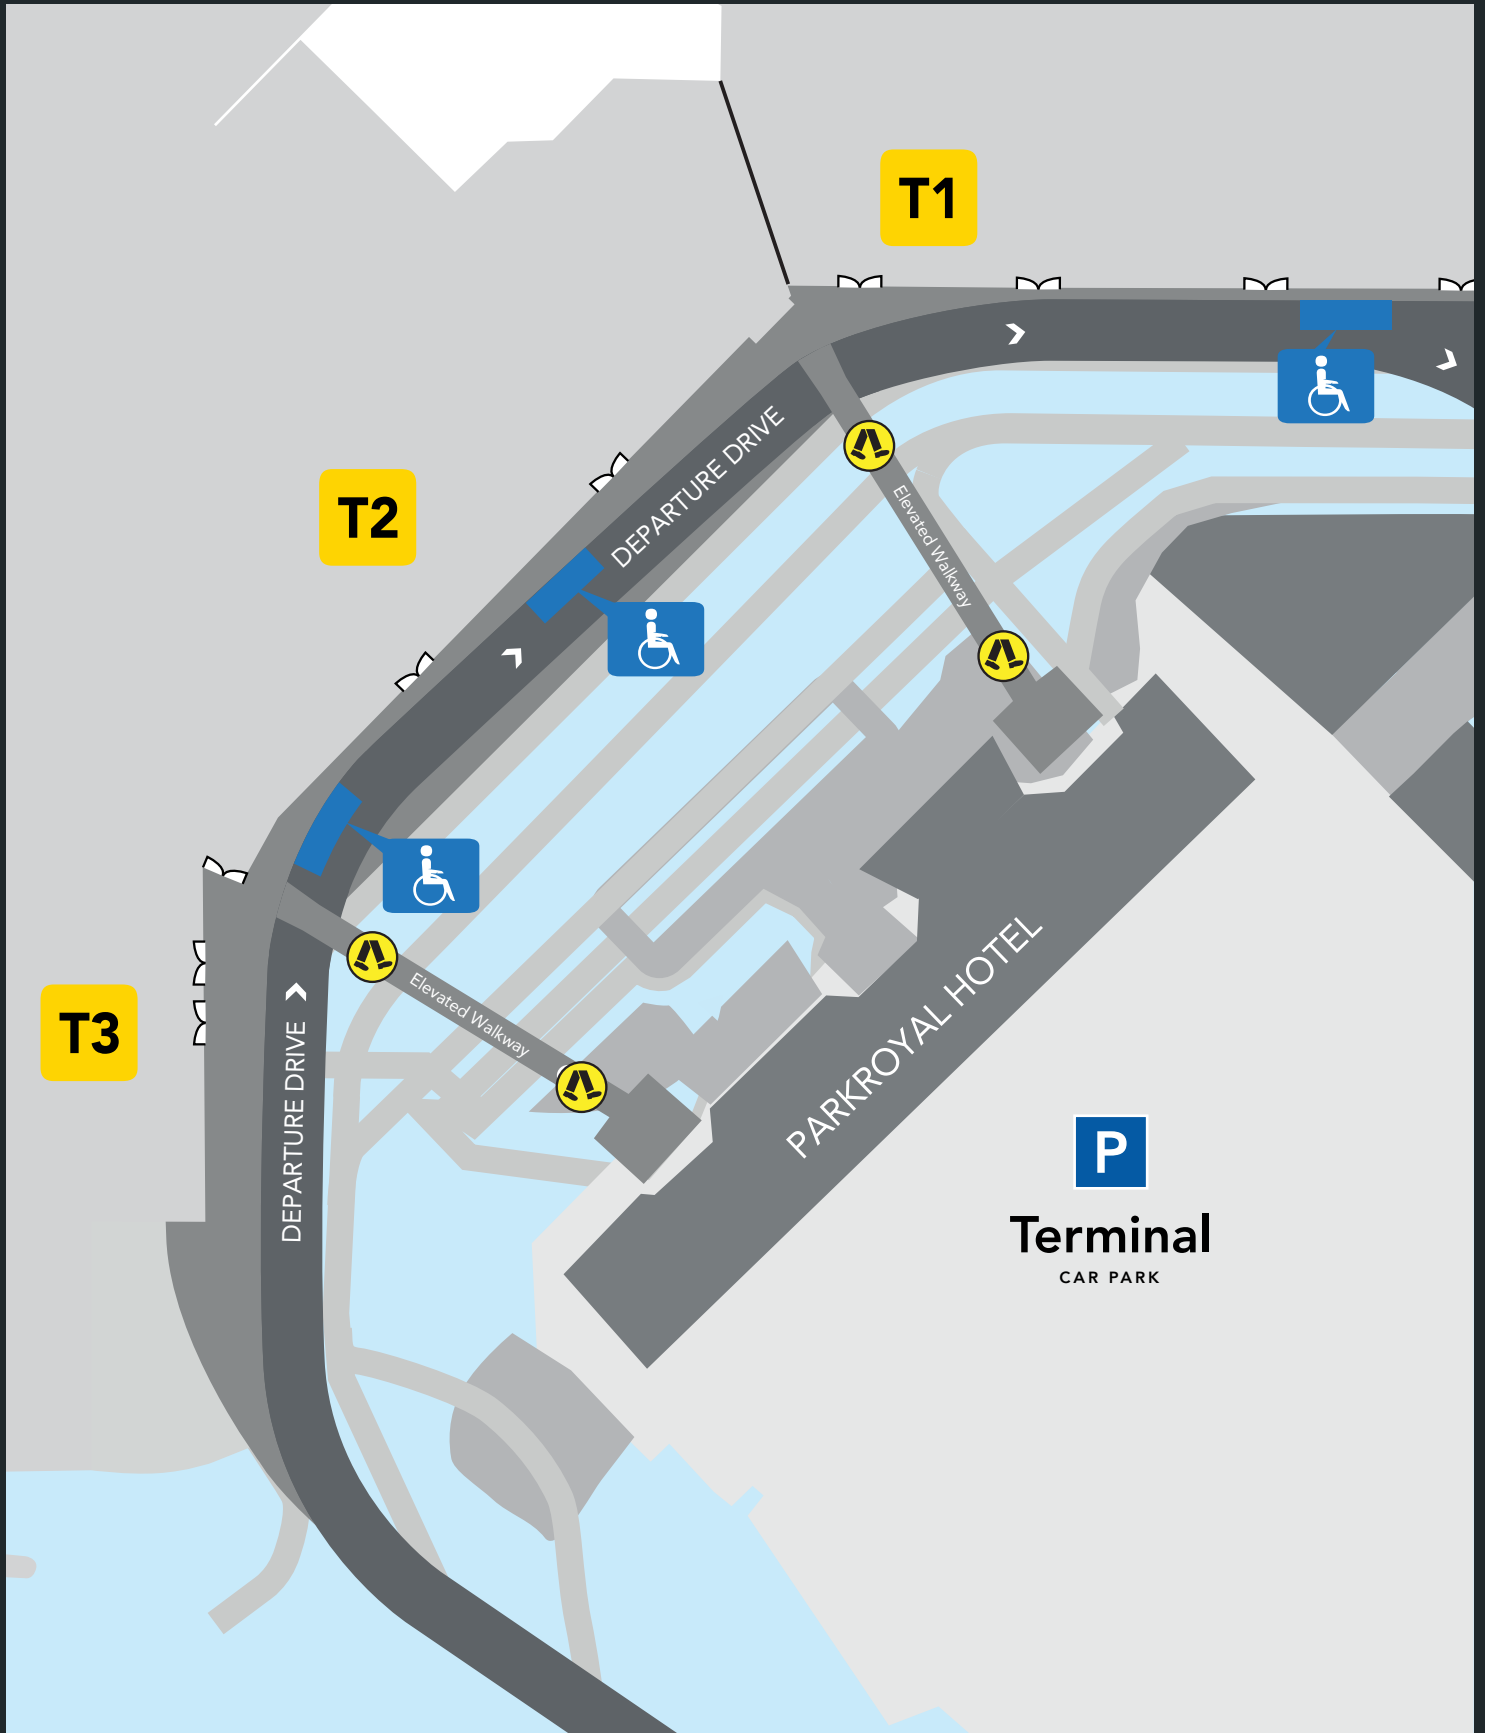 T1
DEPARTURE DRIVE
T2
Elevated Walkway
PARKROYAL HOTEL
T3
Elevated Walkway
DEPARTURE DRIVE
P
Terminal
CAR PARK